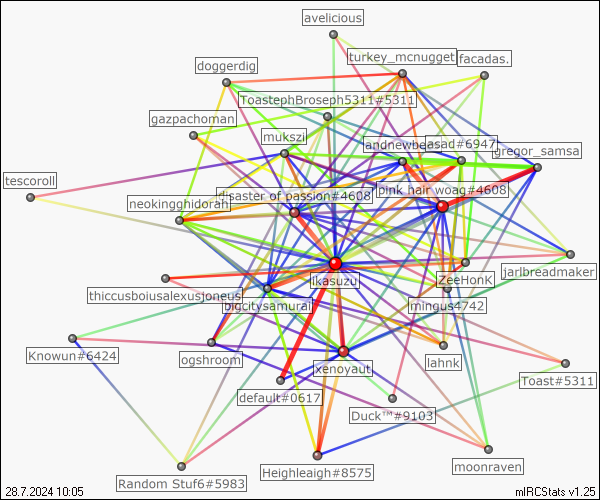 avelicious
turkey_mcnugget
facadas.
doggerdig
ToastephBroseph5311#5311
gazpachoman
mukszi
gregor_samsa
tescoroll
disaster of passion#4608
pink hair woag#4608
neokingghidorah
ikasuzu
ZeeHonK
jarlbreadmaker
thiccusboiusalexusjoneus
bigcitysamurai
mingus4742
Knowun#6424
ogshroom
xenoyaut
lahnk
Toast#5311
default#0617
Duck™#9103
Random Stuf6#5983
Heighleaigh#8575
moonraven
28.7.2024 10:05
mIRCStats v1.25